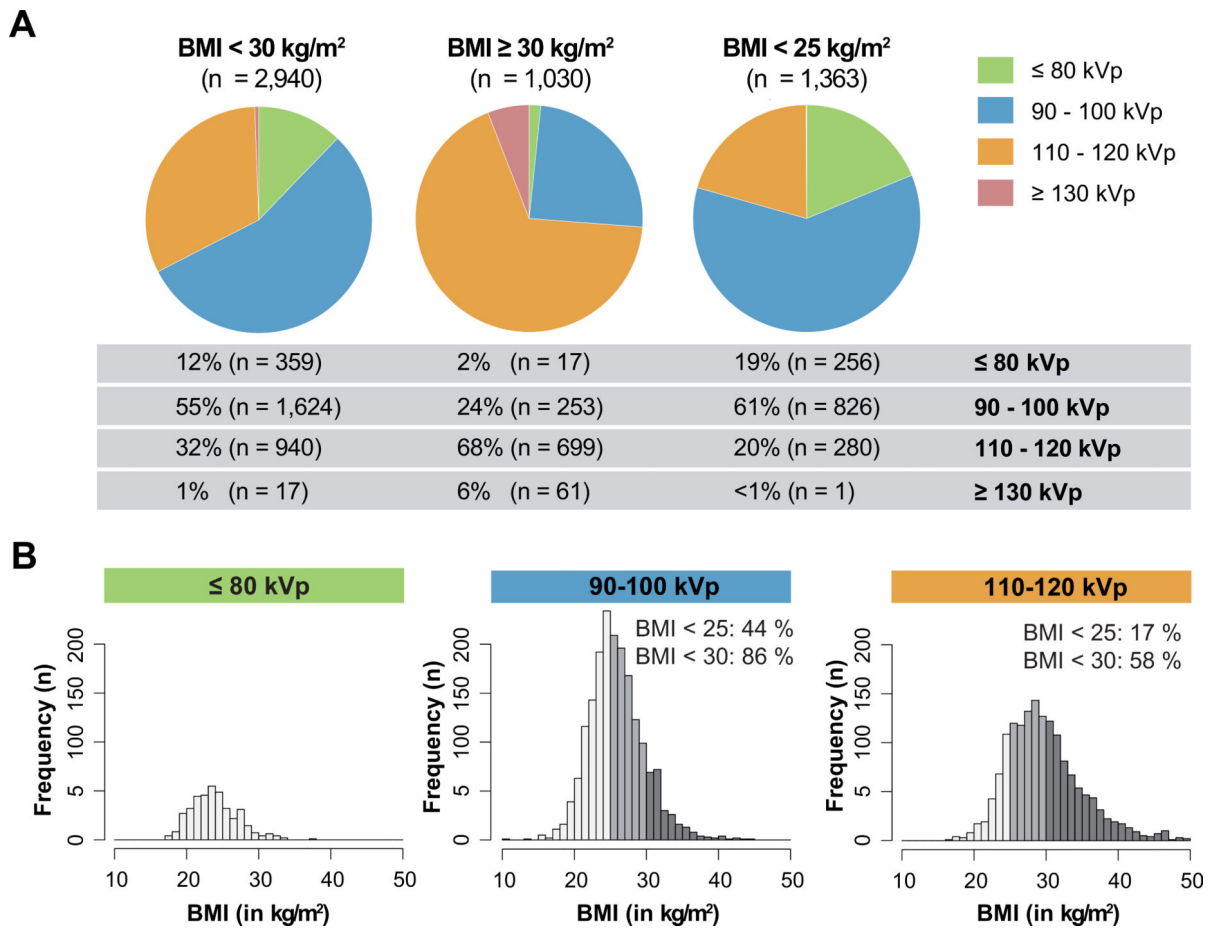 A
BMI < 30 kg/m²
(n = 2,940)
BMI ≥ 30 kg/m²
(n = 1,030)
BMI < 25 kg/m²
(n = 1,363)
≤ 80 kVp
90 - 100 kVp
110 - 120 kVp
≥ 130 kVp
12% (n = 359) 2% (n = 17) 19% (n = 256) ≤ 80 kVp
55% (n = 1,624) 24% (n = 253) 61% (n = 826) 90 - 100 kVp
32% (n = 940) 68% (n = 699) 20% (n = 280) 110 - 120 kVp
1% (n = 17) 6% (n = 61) <1% (n = 1) ≥ 130 kVp
B
≤ 80 kVp
Frequency (n)
200
150
100
5
0
10 20 30 40 50
BMI (in kg/m²)
90-100 kVp
BMI < 25: 44 %
BMI < 30: 86 %
Frequency (n)
200
150
100
5
0
10 20 30 40 50
BMI (in kg/m²)
110-120 kVp
BMI < 25: 17 %
BMI < 30: 58 %
Frequency (n)
200
150
100
5
0
10 20 30 40 50
BMI (in kg/m²)